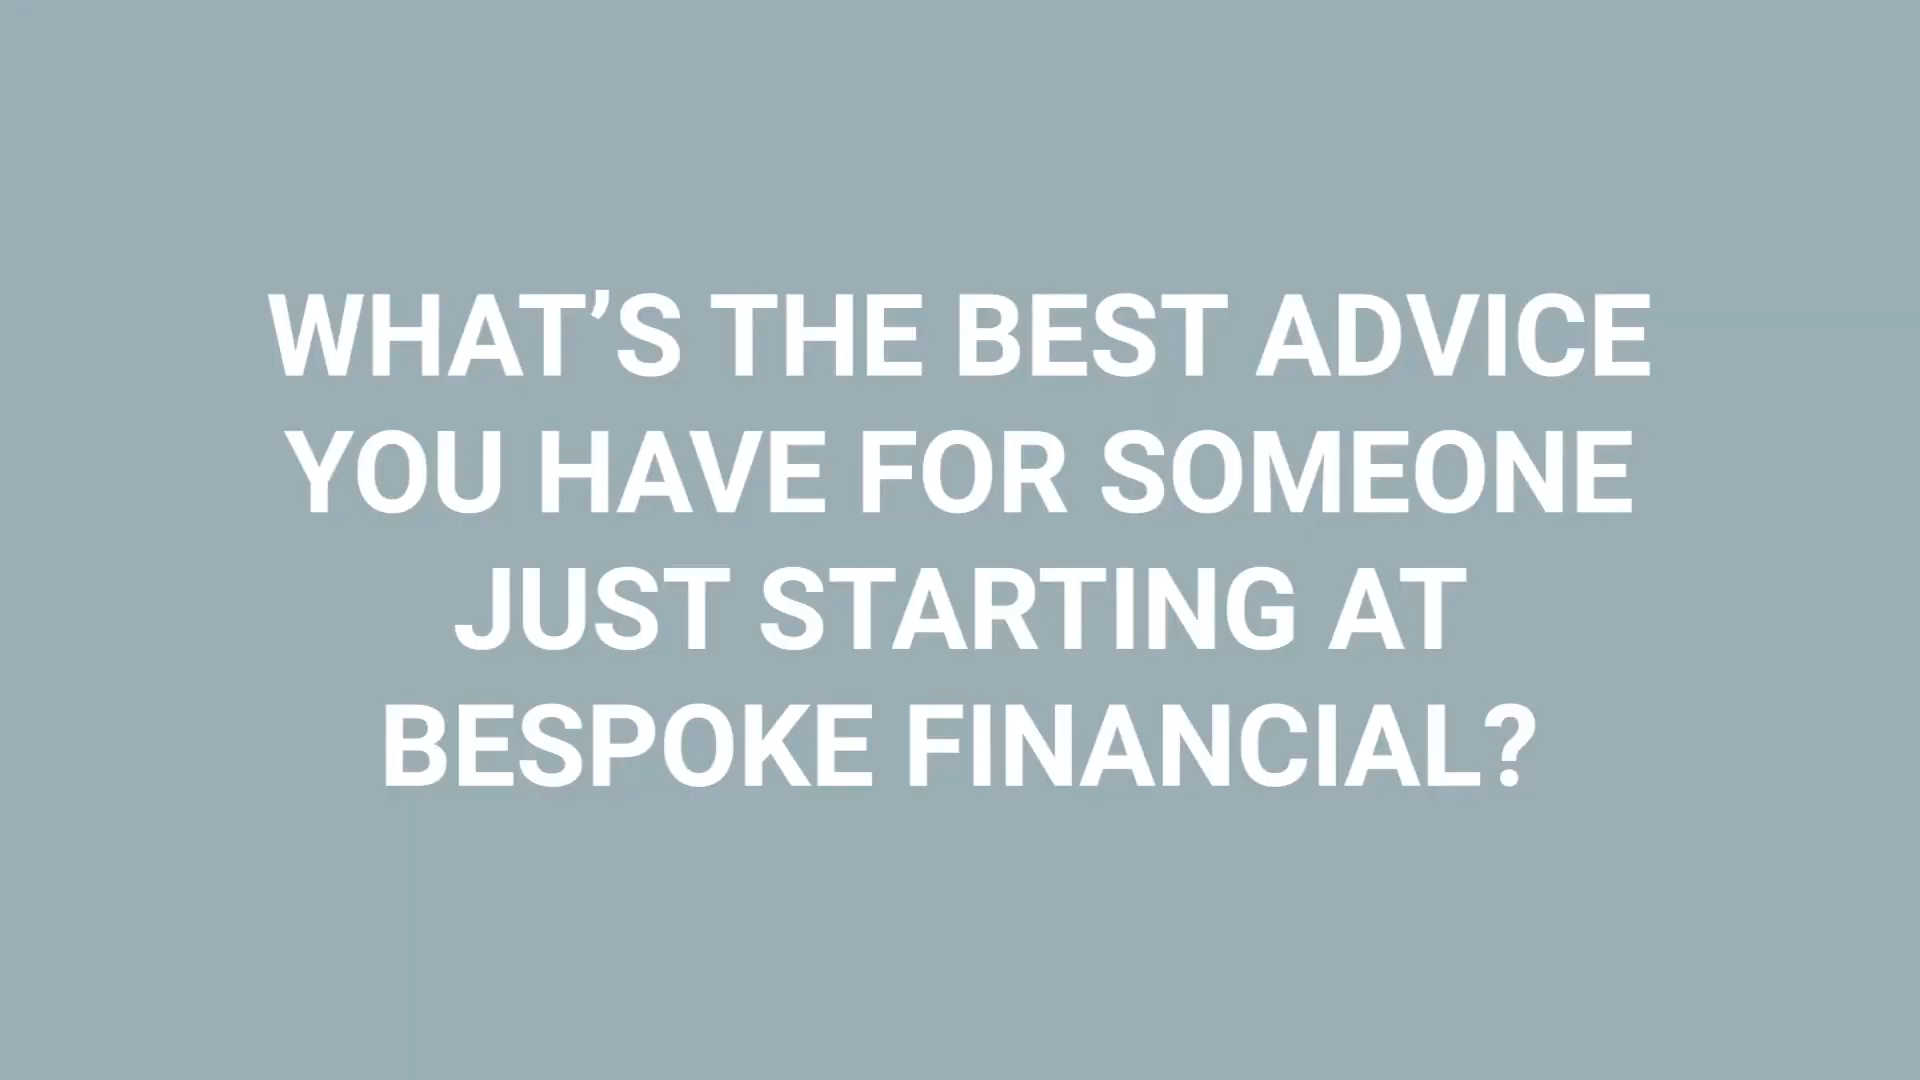 WHAT’S THE BEST ADVICE
YOU HAVE FOR SOMEONE
JUST STARTING AT
BESPOKE FINANCIAL?